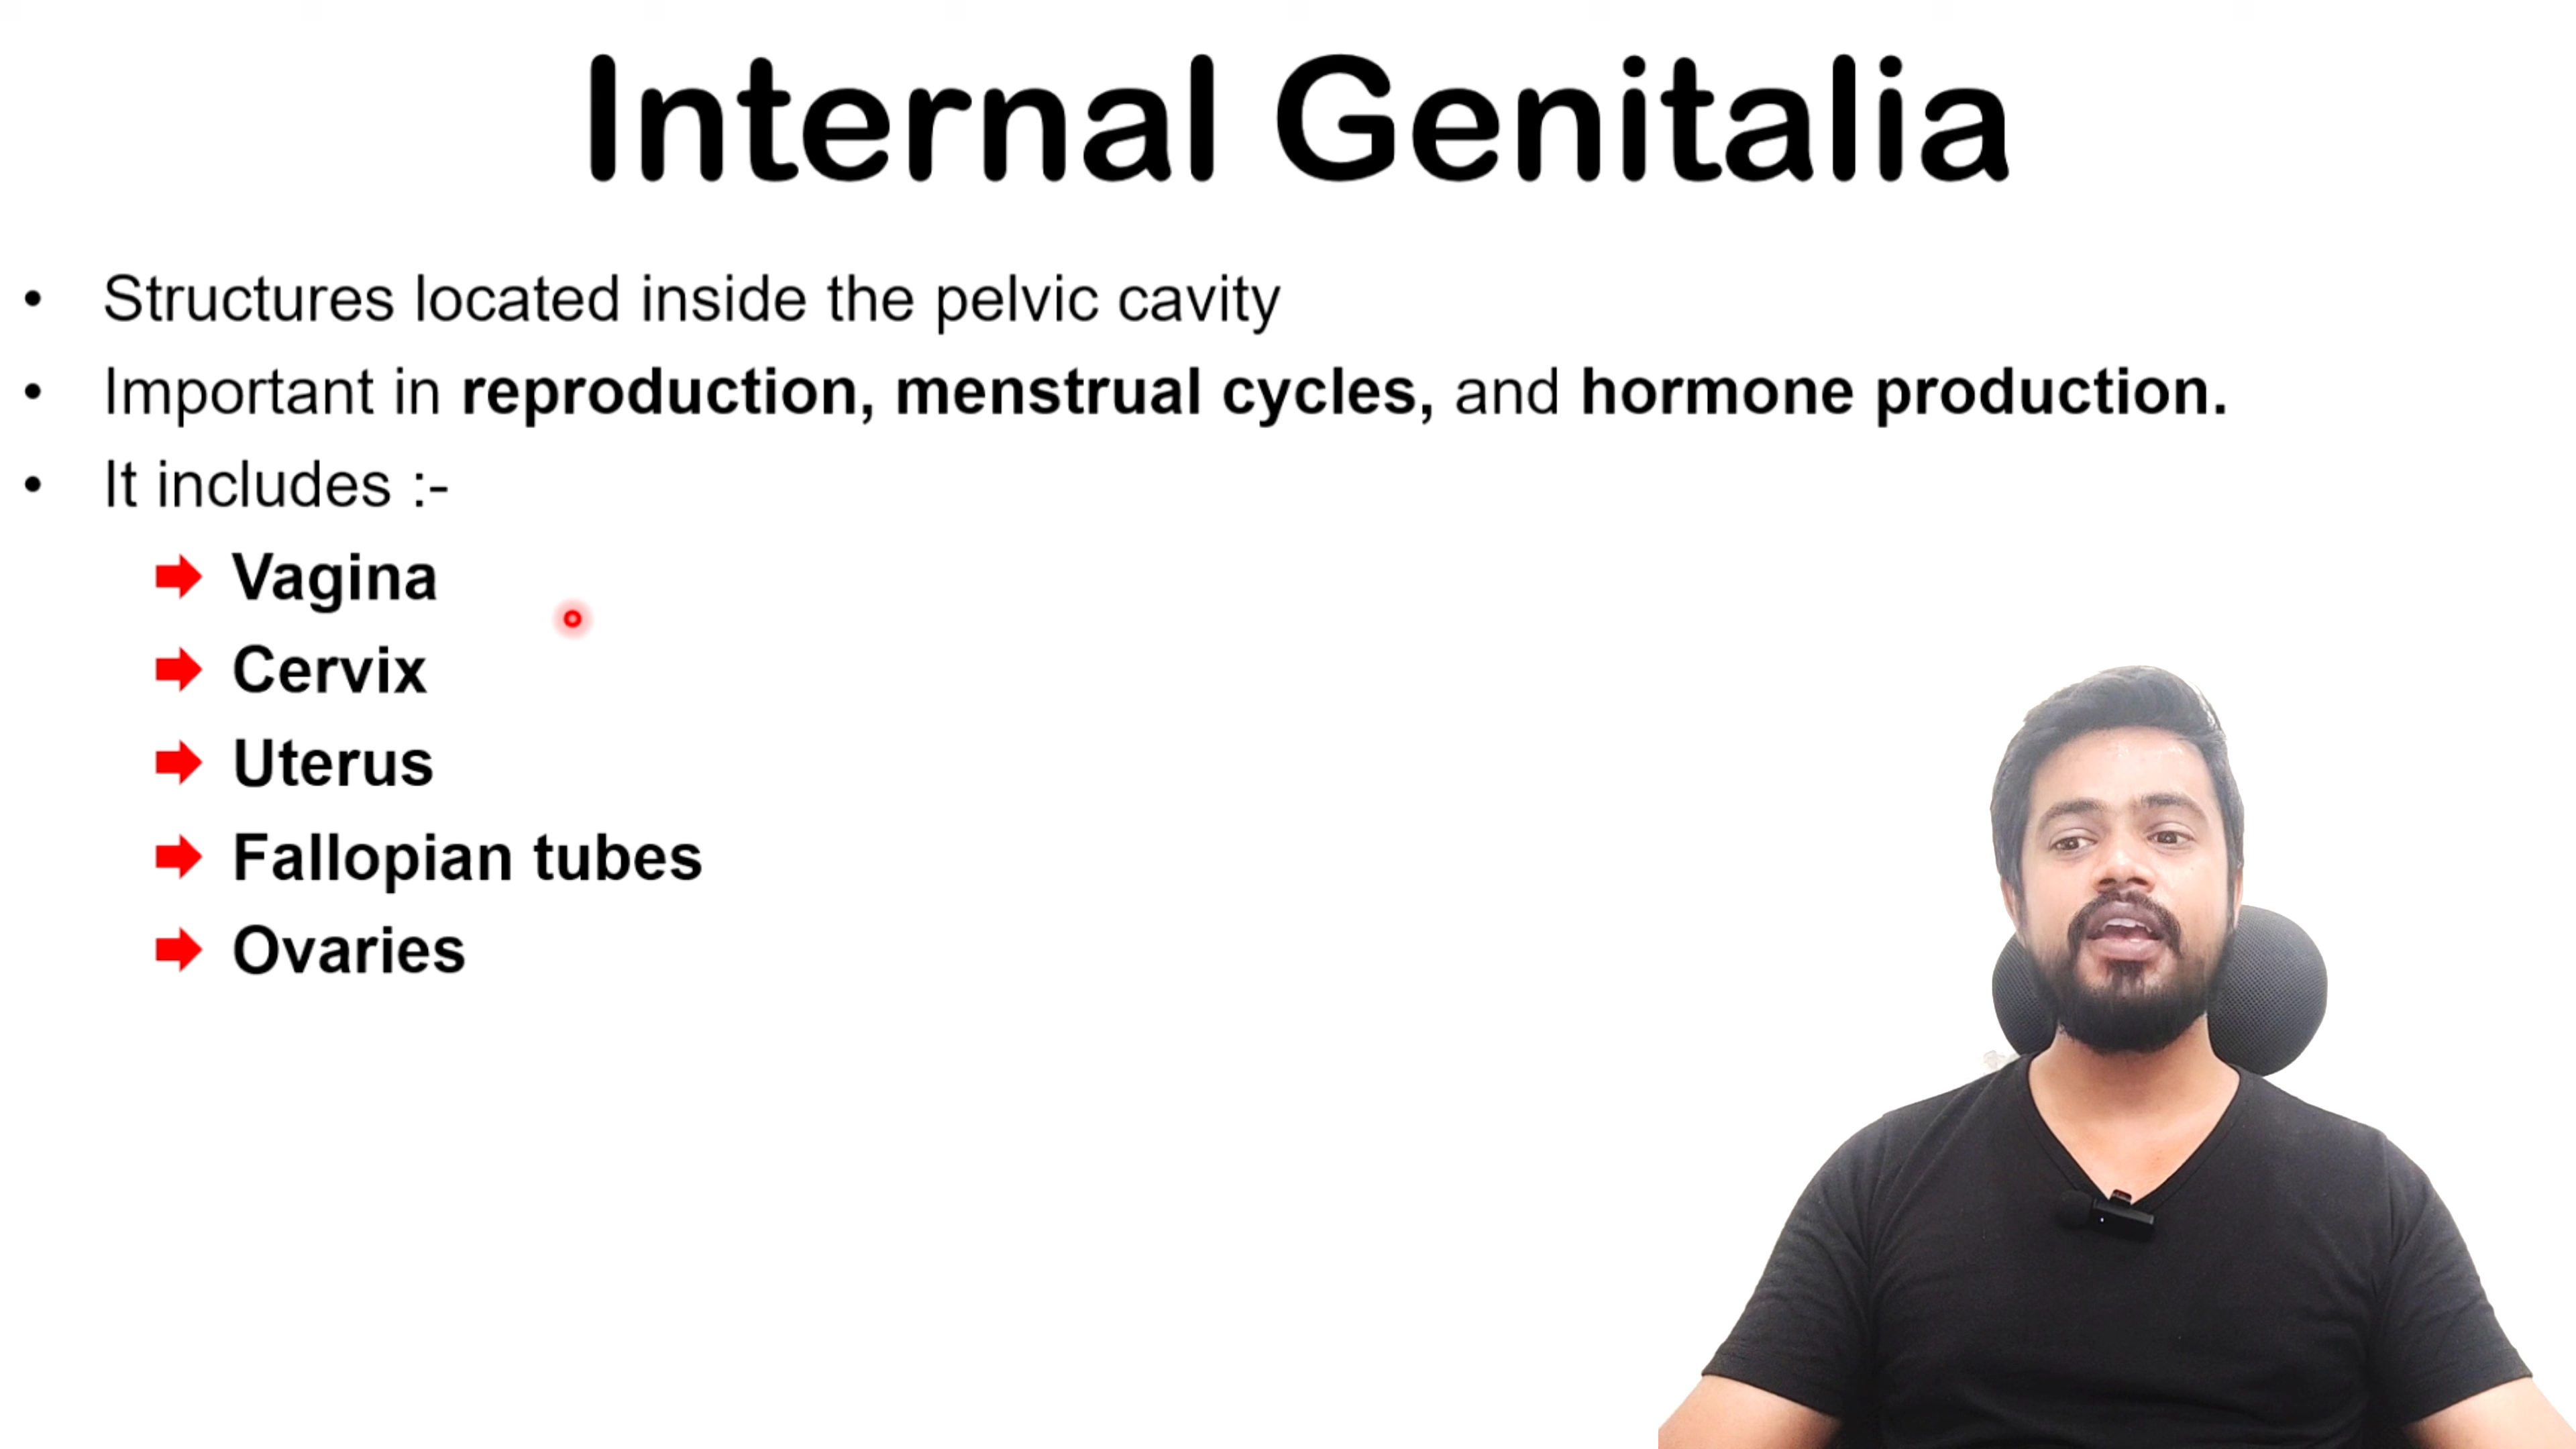 Internal Genitalia
• Structures located inside the pelvic cavity
• Important in reproduction, menstrual cycles, and hormone production.
• It includes :-
Vagina
Cervix
Uterus
Fallopian tubes
Ovaries